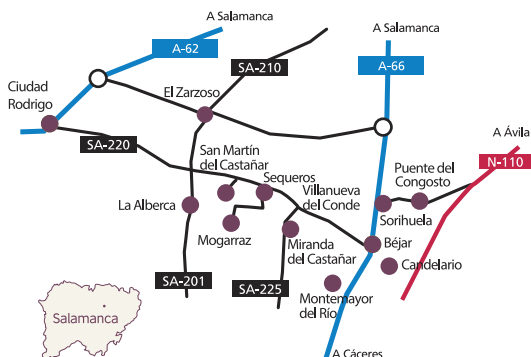 A Salamanca
A-62
A Salamanca
A-66
SA-210
Ciudad
Rodrigo
El Zarzoso
A Ávila
N-110
SA-220
San Martín
del Castañar
Sequeros
Villanueva
del Conde
Puente del
Congosto
La Alberca
Mogarraz
Miranda
del Castañar
Sorihuela
Béjar
Candelario
SA-201
SA-225
Montemayor
del Río
Salamanca
A Cáceres